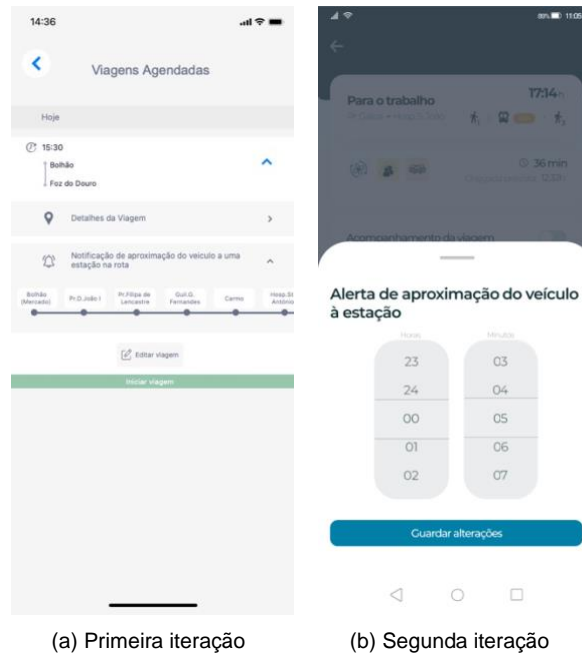 14:36
Viagens Agendadas
Hoje
15:30
Bolhão
Foz do Douro
Detalhes da Viagem
Notificação de aproximação do veículo a uma
estação na rota
Bolhão
(Mercado)
Pr.D.João I
Pr.Filipa de
Lencastre
Guil.G.
Fernandes
Carmo
Hosp.St.
António
Editar viagem
Iniciar viagem
(a) Primeira iteração
11:05
Para o trabalho
17:14
36 min
Acompanhamento da viagem
Alerta de aproximação do veículo
à estação
Horas
Minutos
23
03
24
04
00
05
01
06
02
07
Guardar alterações
(b) Segunda iteração